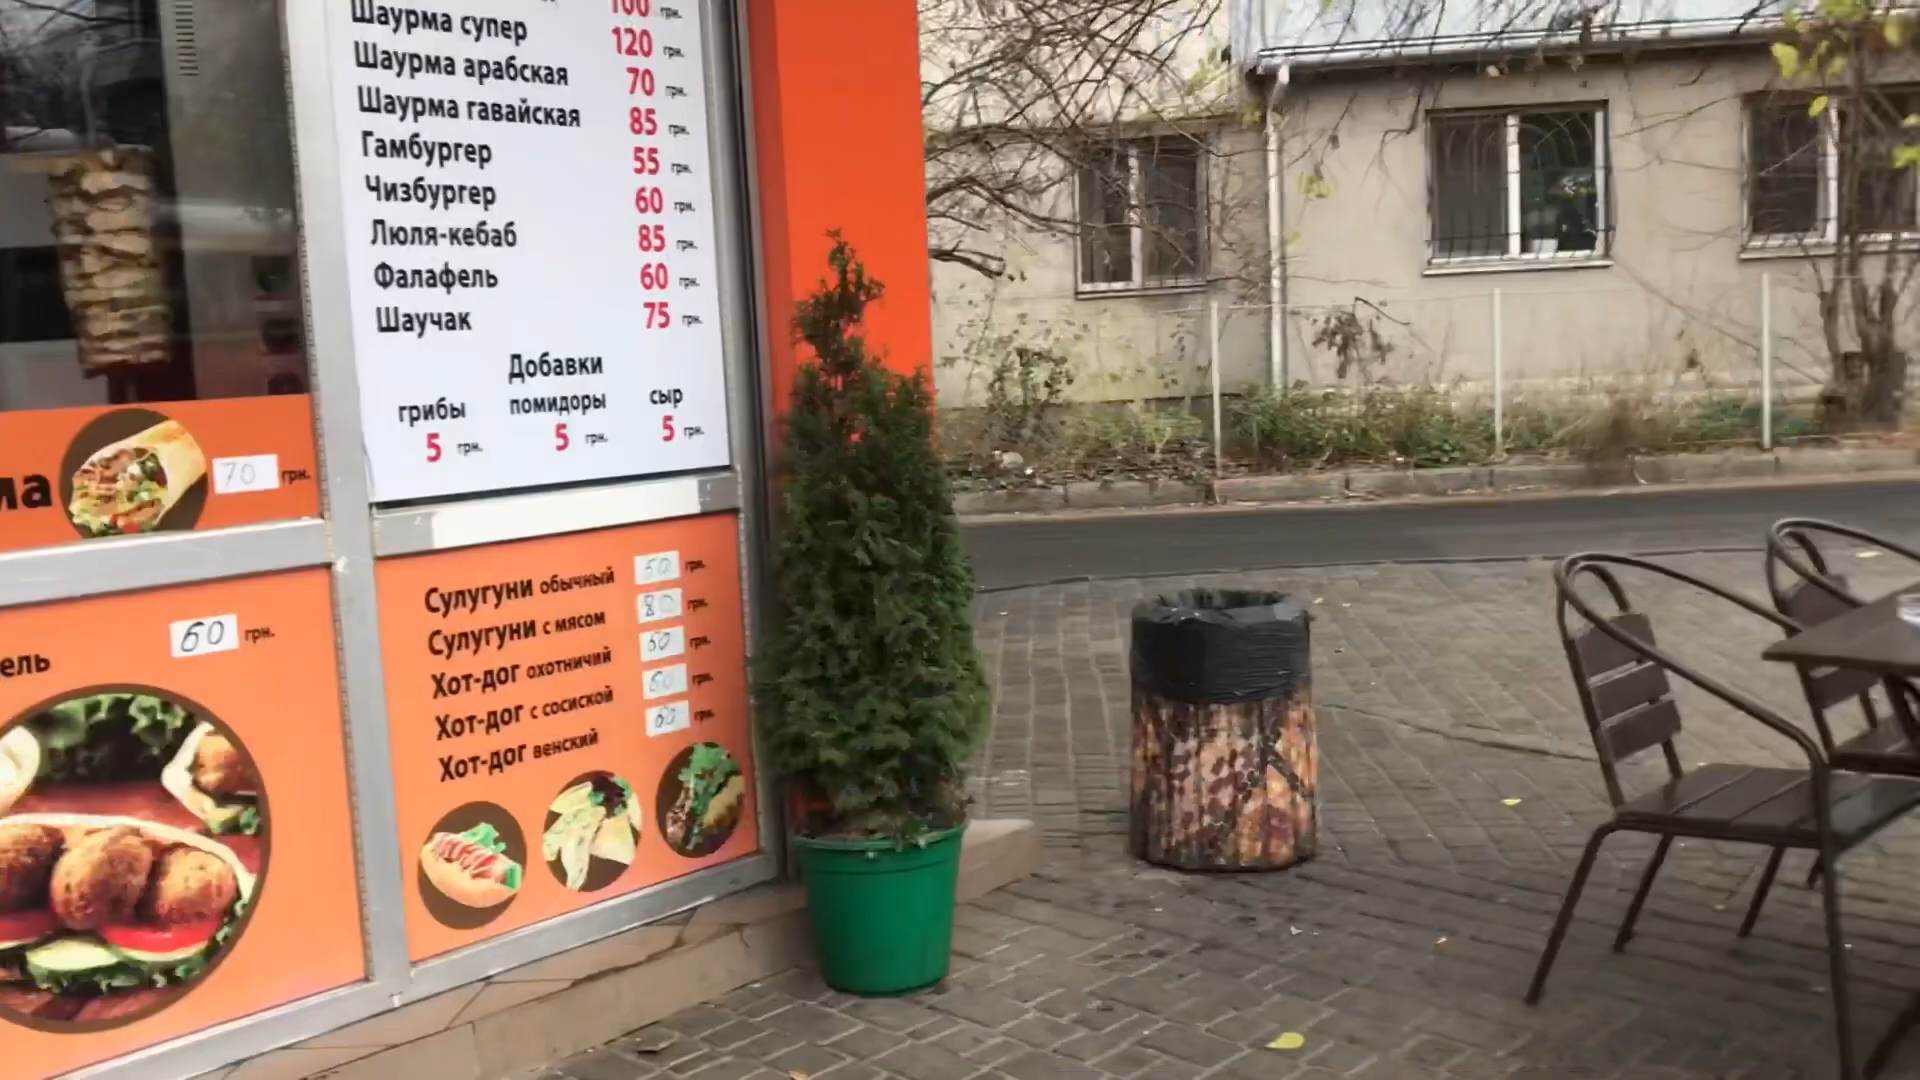 100 грн.
Шаурма супер 120 грн.
Шаурма арабская 70 грн.
Шаурма гавайская 85 грн.
Гамбургер 55 грн.
Чизбургер 60 грн.
Люля-кебаб 85 грн.
Фалафель 60 грн.
Шаучак 75 грн.
Добавки
грибы помидоры сыр
5 грн. 5 грн. 5 грн.
ма 70 грн.
ель 60 грн.
Сулугуни обычный 50 грн.
Сулугуни с мясом 80 грн.
Хот-дог охотничий 50 грн.
Хот-дог с сосиской 60 грн.
Хот-дог венский 60 грн.